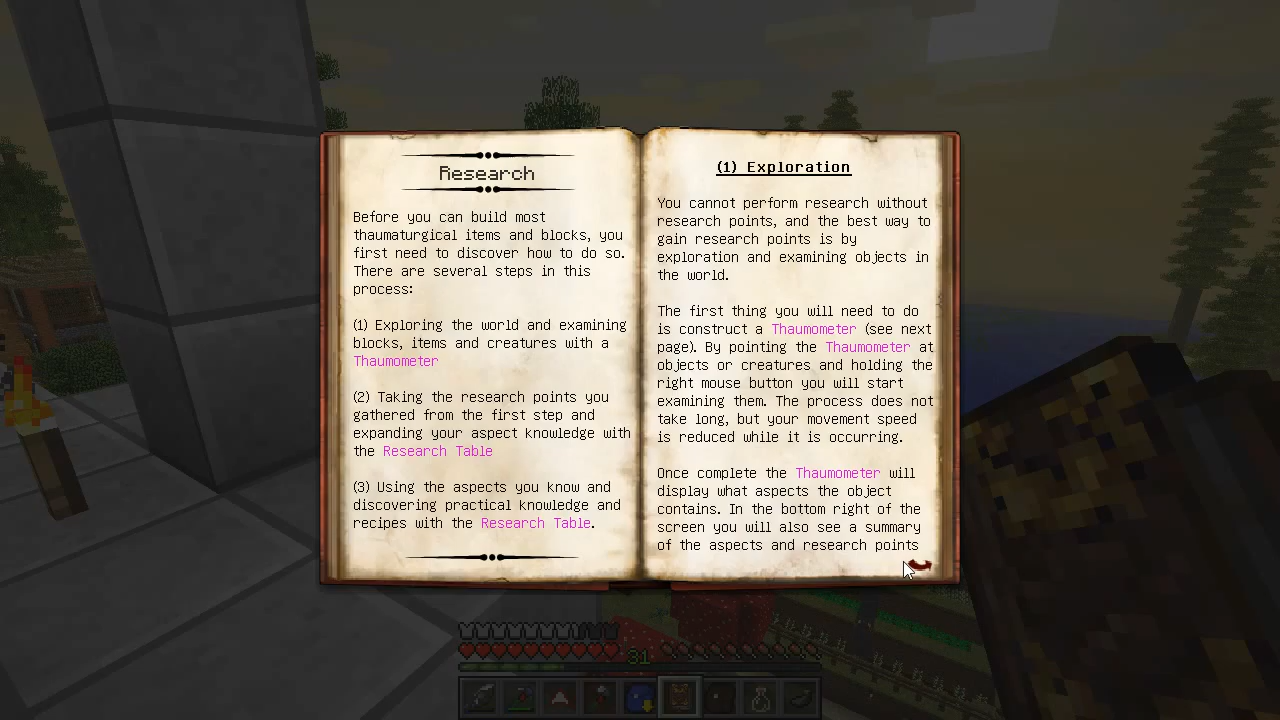 Research
Before you can build most
thaumaturgical items and blocks, you
first need to discover how to do so.
There are several steps in this
process:
(1) Exploring the world and examining
blocks, items and creatures with a
Thaumometer
(2) Taking the research points you
gathered from the first step and
expanding your aspect knowledge with
the Research Table
(3) Using the aspects you know and
discovering practical knowledge and
recipes with the Research Table.
(1) Exploration
You cannot perform research without
research points, and the best way to
gain research points is by
exploration and examining objects in
the world.
The first thing you will need to do
is construct a Thaumometer (see next
page). By pointing the Thaumometer at
objects or creatures and holding the
right mouse button you will start
examining them. The process does not
take long, but your movement speed
is reduced while it is occurring.
Once complete the Thaumometer will
display what aspects the object
contains. In the bottom right of the
screen you will also see a summary
of the aspects and research points
31